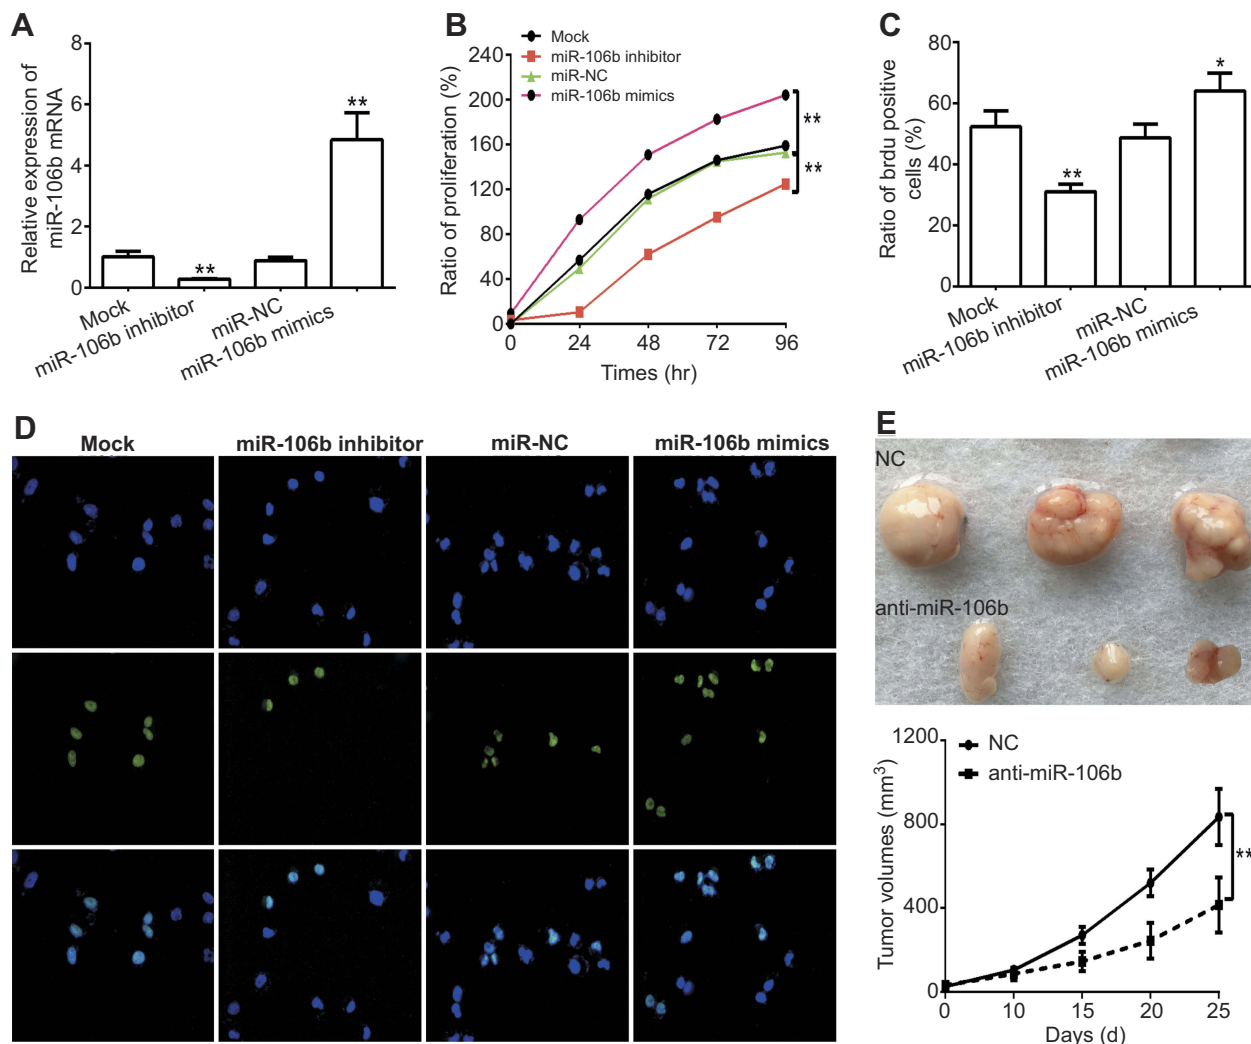 A
Relative expression of
miR-106b mRNA
8
6
4
2
0
**
**
Mock
miR-106b inhibitor
miR-NC
miR-106b mimics
B
Mock
miR-106b inhibitor
miR-NC
miR-106b mimics
Ratio of proliferation (%)
240
200
160
120
80
40
0
**
**
0 24 48 72 96
Times (hr)
C
Ratio of brdu positive
cells (%)
80
60
40
20
0
**
*
Mock
miR-106b inhibitor
miR-NC
miR-106b mimics
D
Mock miR-106b inhibitor miR-NC miR-106b mimics
E
NC
anti-miR-106b
NC
anti-miR-106b
Tumor volumes (mm³)
1200
800
400
0
**
0 10 15 20 25
Days (d)